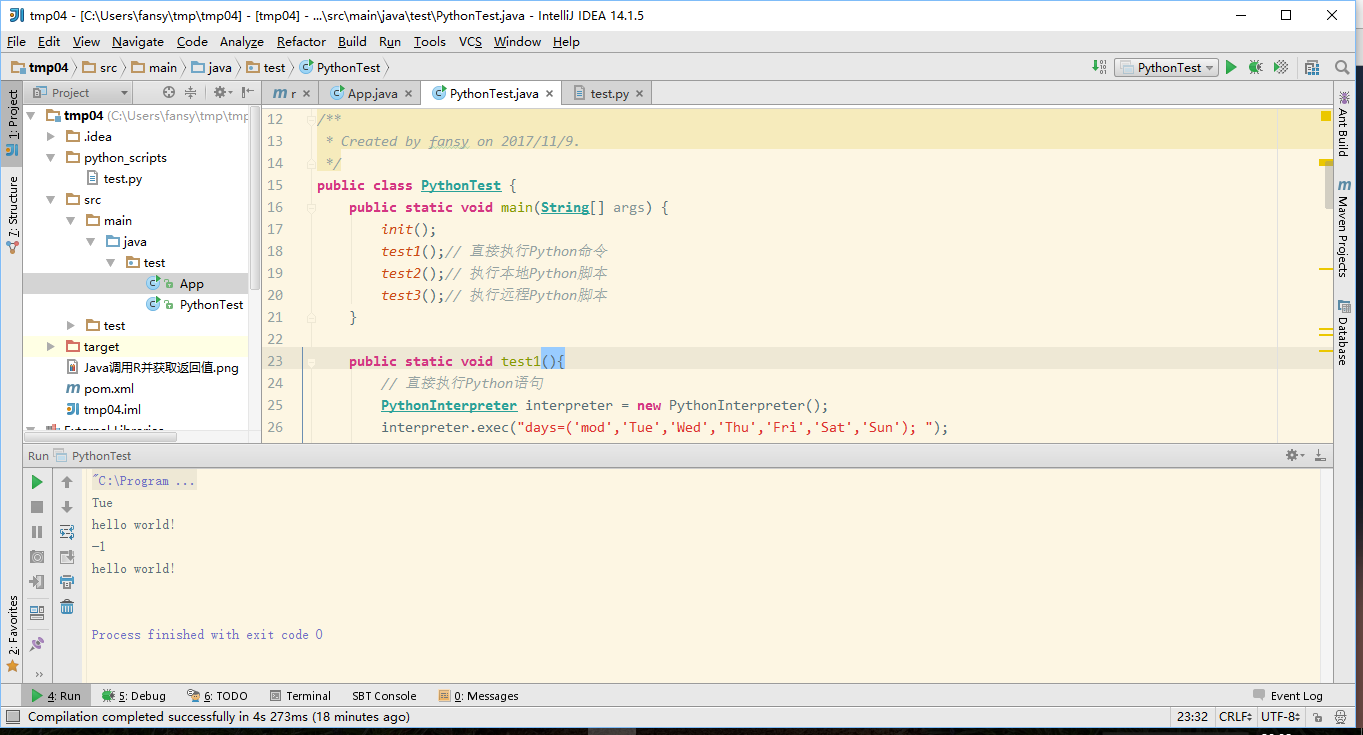 tmp04 - [C:\Users\fansy\tmp\tmp04] - [tmp04] - ...\src\main\java\test\PythonTest.java - IntelliJ IDEA 14.1.5
File Edit View Navigate Code Analyze Refactor Build Run Tools VCS Window Help
tmp04 src main java test PythonTest
PythonTest
1: Project
7: Structure
2: Favorites
Project
tmp04 (C:\Users\fansy\tmp\tmp
.idea
python_scripts
test.py
src
main
java
test
App
PythonTest
test
target
Java调用R并获取返回值.png
pom.xml
tmp04.iml
External Libraries
m r App.java PythonTest.java test.py
12 /**
13 * Created by fansy on 2017/11/9.
14 */
15 public class PythonTest {
16 public static void main(String[] args) {
17 init();
18 test1();// 直接执行Python命令
19 test2();// 执行本地Python脚本
20 test3();// 执行远程Python脚本
21 }
22
23 public static void test1(){
24 // 直接执行Python语句
25 PythonInterpreter interpreter = new PythonInterpreter();
26 interpreter.exec("days=('mod','Tue','Wed','Thu','Fri','Sat','Sun'); ");
Ant Build
m Maven Projects
Database
Run PythonTest
"C:\Program ...
Tue
hello world!
-1
hello world!
Process finished with exit code 0
4: Run 5: Debug 6: TODO Terminal SBT Console 0: Messages Event Log
Compilation completed successfully in 4s 273ms (18 minutes ago) 23:32 CRLF UTF-8